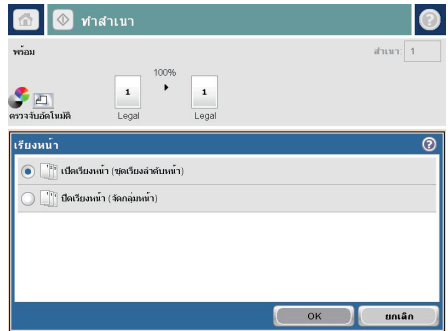 ทำสำเนา
พร้อม
สำเนา 1
100%
1 1
ตรวจจับอัตโนมัติ Legal Legal
เรียงหน้า
เปิดเรียงหน้า (ชุดเรียงลำดับหน้า)
ปิดเรียงหน้า (จัดกลุ่มหน้า)
OK ยกเลิก